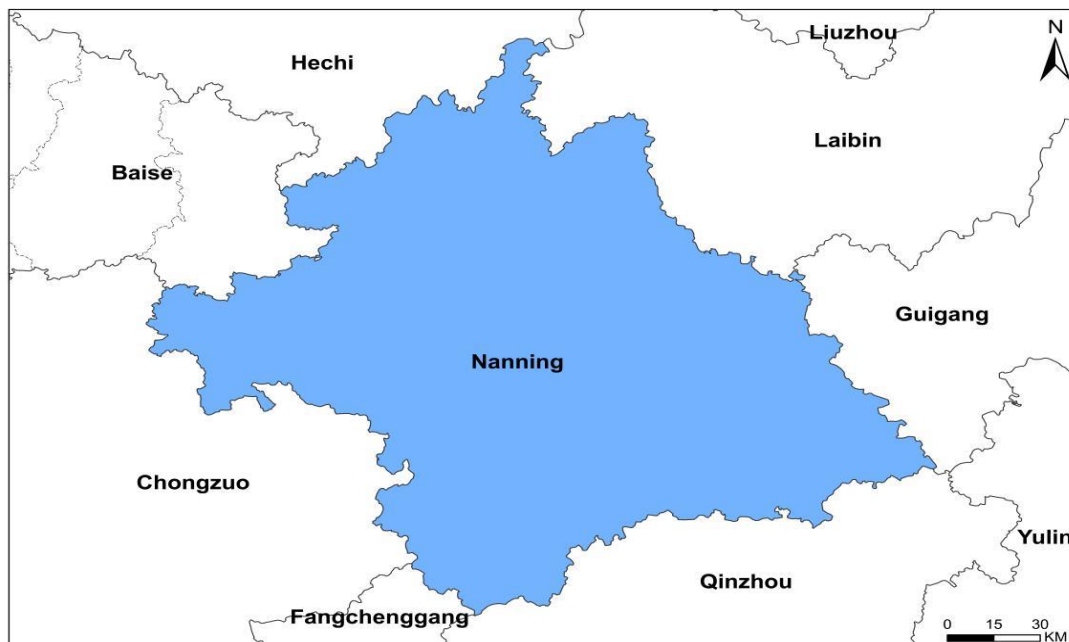 Liuzhou
N
Hechi
Laibin
Baise
Guigang
Nanning
Chongzuo
Yulin
Qinzhou
Fangchenggang
0 15 30
KM